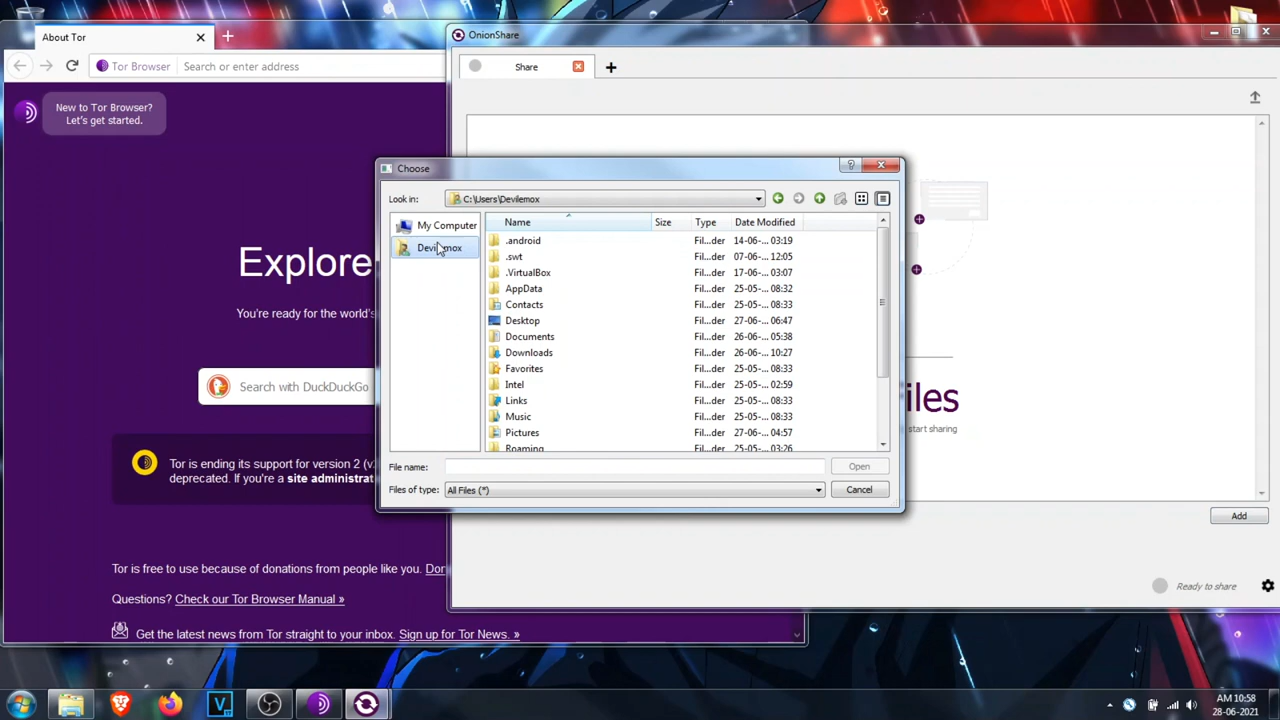 About Tor
OnionShare
Tor Browser
Search or enter address
Share
New to Tor Browser?
Let's get started.
Choose
Look in:
C:\Users\Devilemox
My Computer
Name
Size
Type
Date Modified
.android
Fil...der
14-06-... 03:19
.swt
Fil...der
07-06-... 12:05
.VirtualBox
Fil...der
17-06-... 03:07
AppData
Fil...der
25-05-... 08:32
Contacts
Fil...der
25-05-... 08:33
Desktop
Fil...der
27-06-... 06:47
Documents
Fil...der
26-06-... 05:38
Downloads
Fil...der
26-06-... 10:27
Favorites
Fil...der
25-05-... 08:33
Intel
Fil...der
25-05-... 02:59
Links
Fil...der
25-05-... 08:33
Music
Fil...der
25-05-... 08:33
Pictures
Fil...der
27-06-... 04:57
Roaming
Fil...der
25-05-... 03:26
File name:
Open
Files of type:
All Files (*)
Cancel
Explore
You're ready for the world's
Search with DuckDuckGo
Tor is ending its support for version 2 (v
deprecated. If you're a site administrat
iles
start sharing
Add
Ready to share
Tor is free to use because of donations from people like you. Don
Questions? Check our Tor Browser Manual »
Get the latest news from Tor straight to your inbox. Sign up for Tor News. »
AM 10:58
28-06-2021